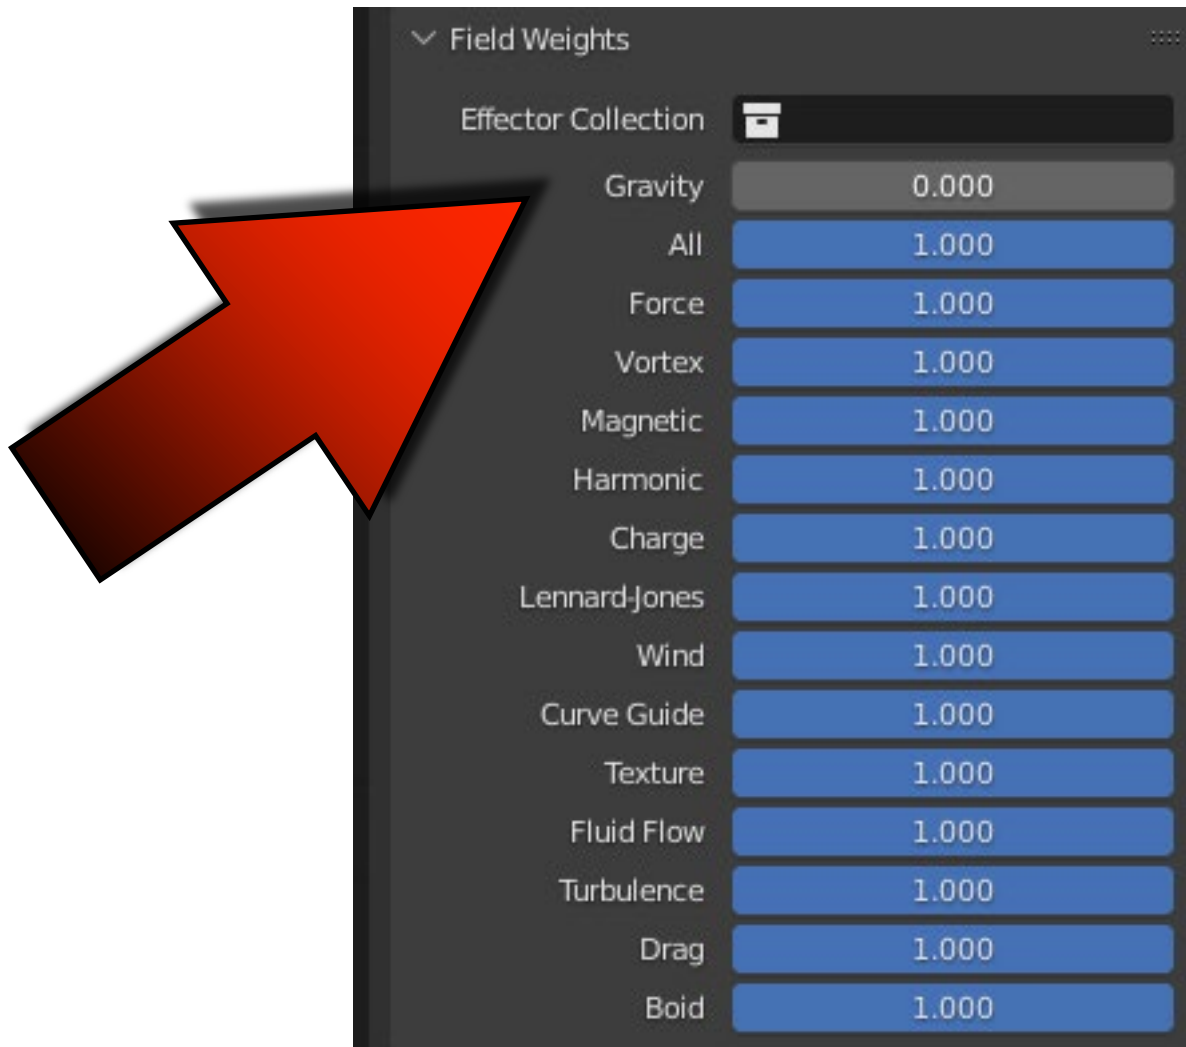 Field Weights
Effector Collection
Gravity 0.000
All 1.000
Force 1.000
Vortex 1.000
Magnetic 1.000
Harmonic 1.000
Charge 1.000
Lennard-Jones 1.000
Wind 1.000
Curve Guide 1.000
Texture 1.000
Fluid Flow 1.000
Turbulence 1.000
Drag 1.000
Boid 1.000